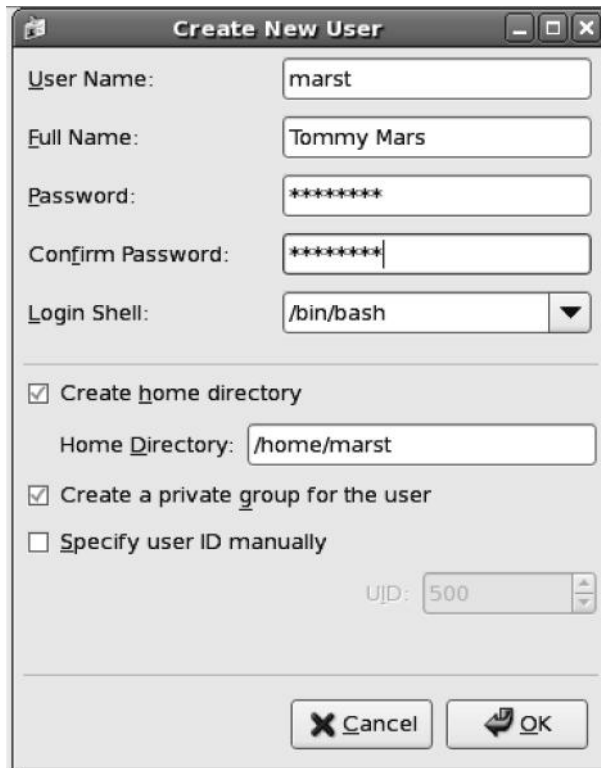 Create New User
User Name: marst
Full Name: Tommy Mars
Password: ********
Confirm Password: ********
Login Shell: /bin/bash
Create home directory
Home Directory: /home/marst
Create a private group for the user
Specify user ID manually
UID: 500
Cancel OK